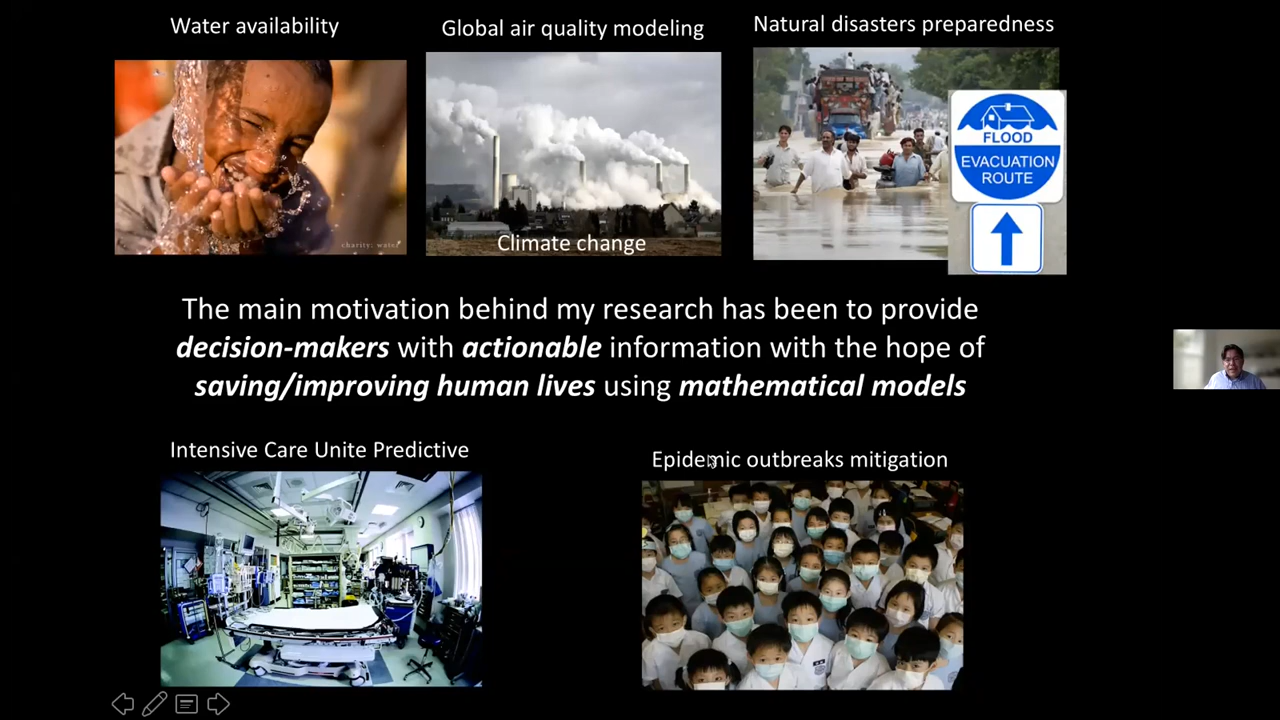 Water availability
Global air quality modeling
Natural disasters preparedness
charity: water
Climate change
FLOOD
EVACUATION
ROUTE
The main motivation behind my research has been to provide
decision-makers with actionable information with the hope of
saving/improving human lives using mathematical models
Intensive Care Unite Predictive
Epidemic outbreaks mitigation